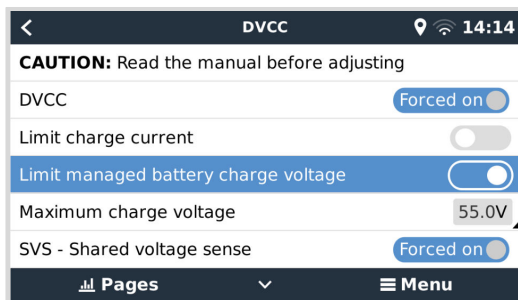 DVCC 14:14
CAUTION: Read the manual before adjusting
DVCC Forced on
Limit charge current
Limit managed battery charge voltage
Maximum charge voltage 55.0V
SVS - Shared voltage sense Forced on
Pages Menu